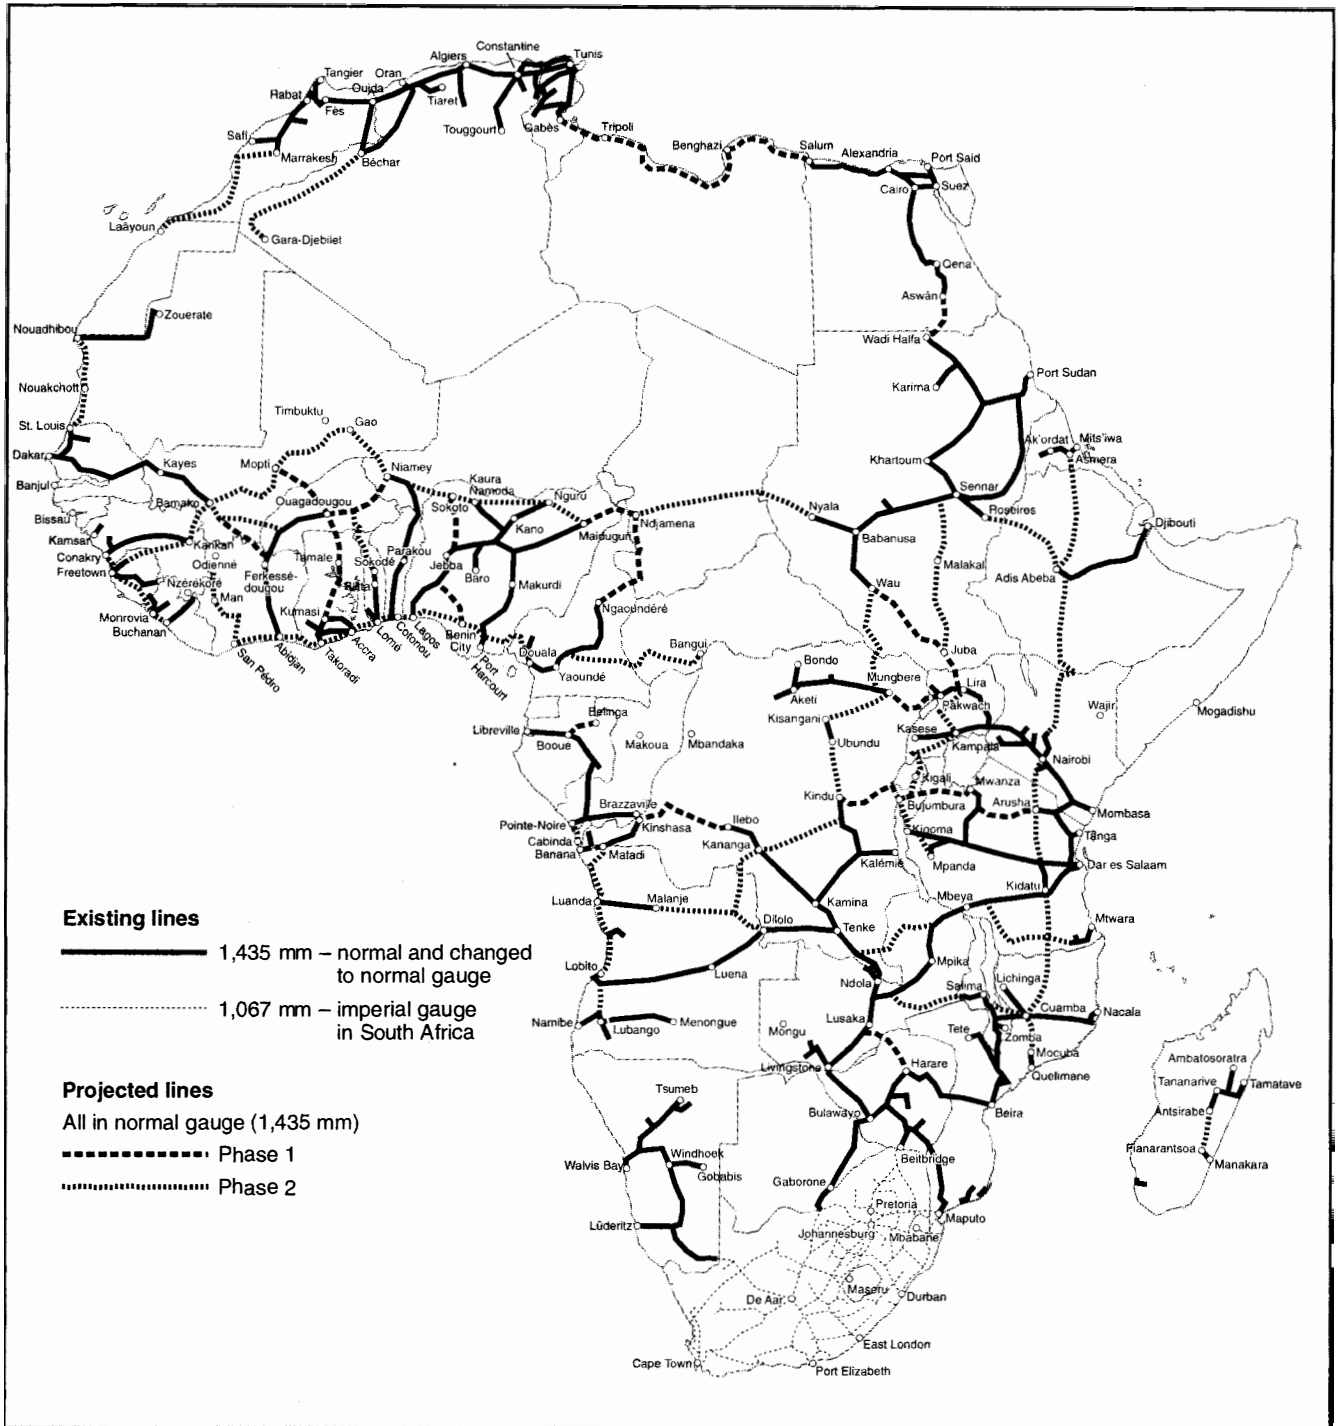 Constantine
Algiers
Tunis
Tangier
Oran
Oujda
Rabat
Fès
Tiaret
Safi
Touggourt
Gabès
Tripoli
Marrakesh
Béchar
Benghazi
Salum
Alexandria
Port Said
Cairo
Suez
Laâyoun
Gara-Djebilet
Qena
Aswân
Zouerate
Nouadhibou
Wadi Halfa
Nouakchott
Karima
Port Sudan
Timbuktu
Gao
St. Louis
Ak'ordat
Mits'iwa
Dakar
Kayes
Mopti
Niamey
Khartoum
Asmera
Banjul
Kaura
Namoda
Nguru
Sennar
Bamako
Ouagadougou
Sokoto
Bissau
Kano
Ndjamena
Nyala
Roseires
Djibouti
Kamsar
Kankan
Maidugun
Babanusa
Conakry
Odienné
Tamale
Parakou
Sokodé
Jebba
Baro
Malakal
Adis Abeba
Freetown
Nzérékoré
Ferkessé-
dougou
Blitta
Makurdi
Wau
Man
Kumasi
Ngaoundéré
Monrovia
Buchanan
Benin
City
Bangui
Juba
San Pédro
Abidjan
Takoradi
Accra
Lomé
Cotonou
Lagos
Port
Harcourt
Douala
Yaoundé
Bondo
Aketi
Mungbere
Lira
Pakwach
Wajir
Mogadishu
Belinga
Kisangani
Kasese
Libreville
Booué
Makoua
Mbandaka
Ubundu
Kampala
Nairobi
Kigali
Mwanza
Kindu
Bujumbura
Arusha
Mombasa
Brazzaville
Pointe-Noire
Kinshasa
Ilebo
Kigoma
Tanga
Cabinda
Banana
Matadi
Kananga
Kalémie
Mpanda
Dar es Salaam
Kidatu
Luanda
Malanje
Kamina
Mbeya
Dilolo
Tenke
Mtwara
Lobito
Luena
Mpika
Ndola
Salima
Lichinga
Cuamba
Nacala
Namibe
Lubango
Menongue
Mongu
Lusaka
Tete
Zomba
Mocuba
Quelimane
Livingstone
Harare
Ambatosoratra
Tananarive
Tamatave
Tsumeb
Bulawayo
Beira
Antsirabe
Walvis Bay
Windhoek
Gobabis
Beitbridge
Fianarantsoa
Manakara
Gaborone
Pretoria
Lüderitz
Johannesburg
Mbabane
Maputo
Maseru
De Aar
Durban
East London
Cape Town
Port Elizabeth
Existing lines
1,435 mm – normal and changed
to normal gauge
1,067 mm – imperial gauge
in South Africa
Projected lines
All in normal gauge (1,435 mm)
Phase 1
Phase 2